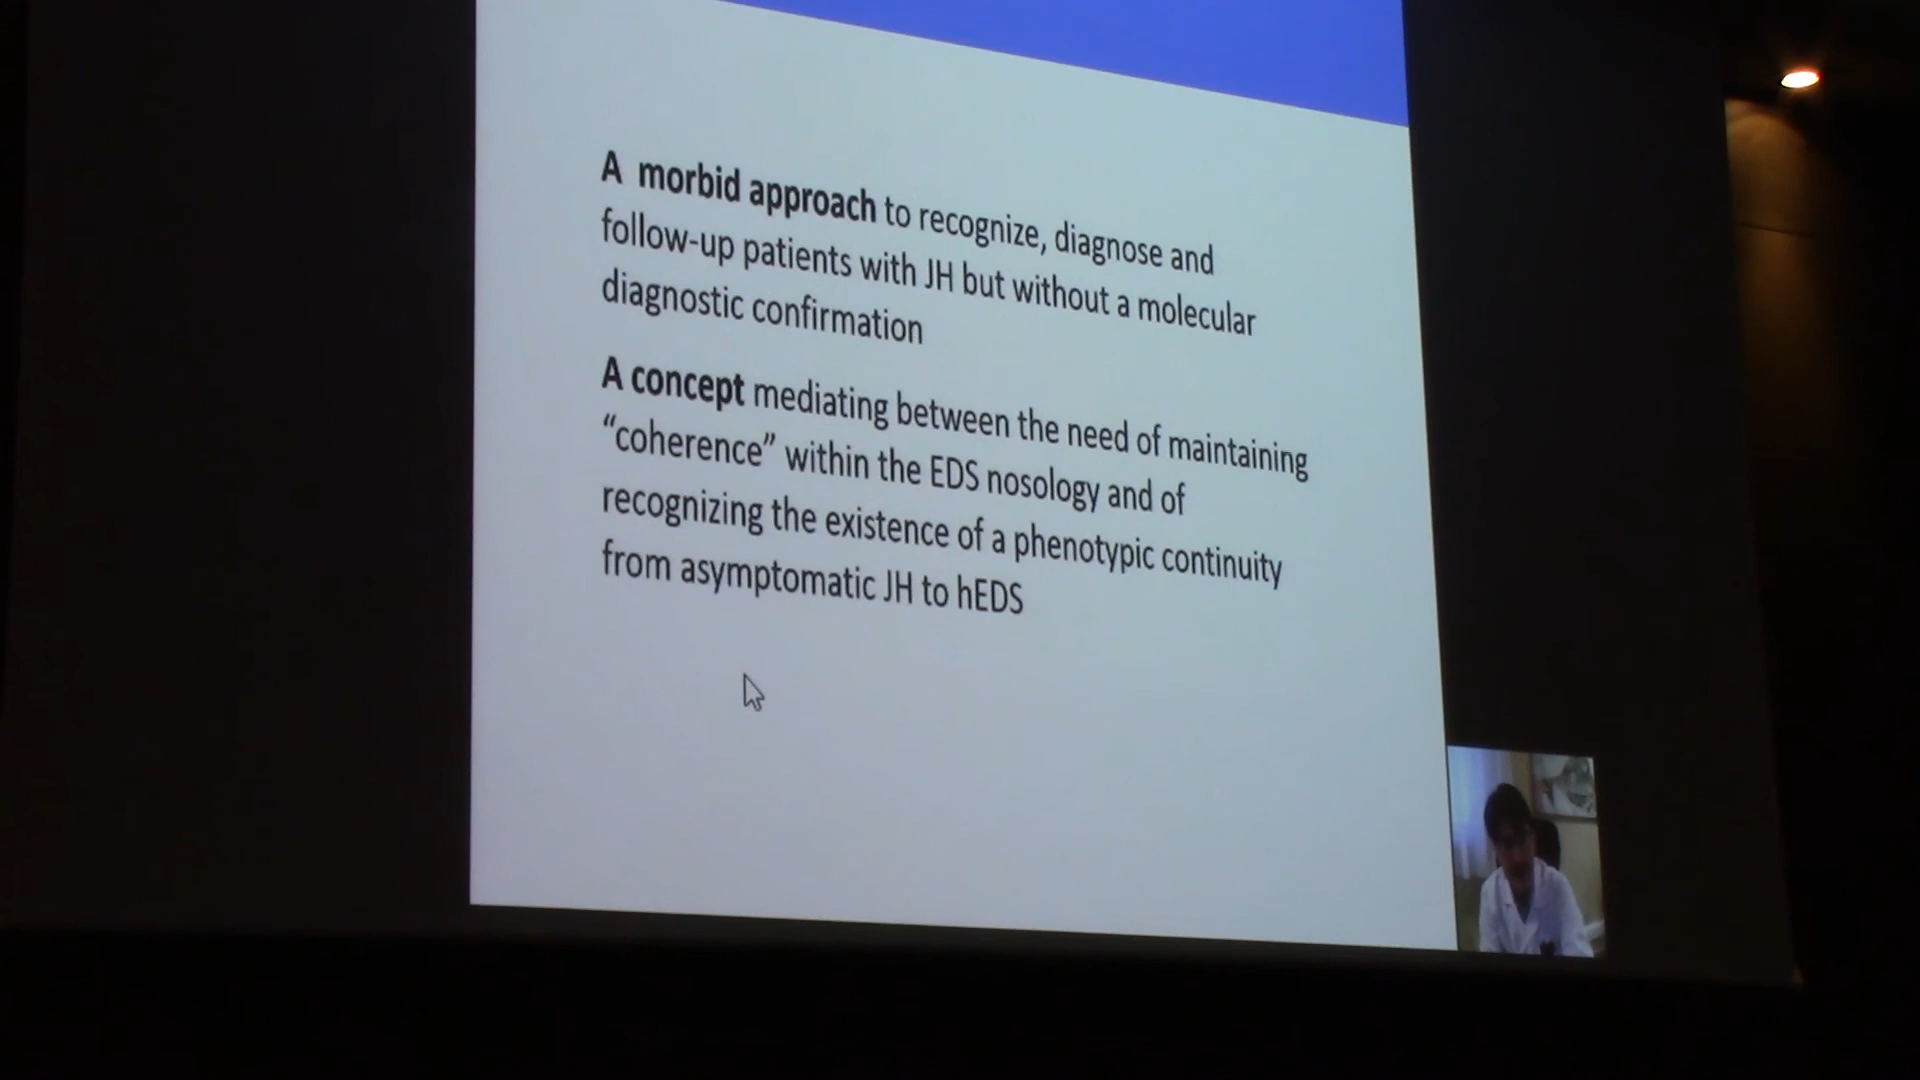 A morbid approach to recognize, diagnose and
follow-up patients with JH but without a molecular
diagnostic confirmation
A concept mediating between the need of maintaining
“coherence” within the EDS nosology and of
recognizing the existence of a phenotypic continuity
from asymptomatic JH to hEDS